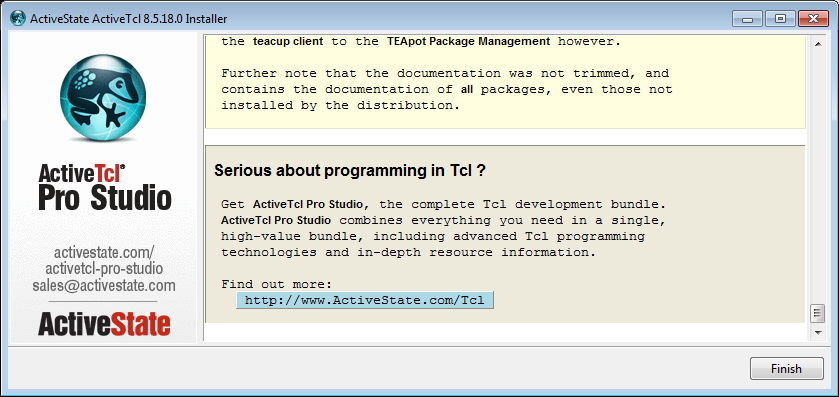 ActiveState ActiveTcl 8.5.18.0 Installer
ActiveTcl®
Pro Studio
activestate.com/
activetcl-pro-studio
sales@activestate.com
ActiveState
the teacup client to the TEApot Package Management however.
Further note that the documentation was not trimmed, and
contains the documentation of all packages, even those not
installed by the distribution.
Serious about programming in Tcl ?
Get ActiveTcl Pro Studio, the complete Tcl development bundle.
ActiveTcl Pro Studio combines everything you need in a single,
high-value bundle, including advanced Tcl programming
technologies and in-depth resource information.
Find out more:
http://www.ActiveState.com/Tcl
Finish